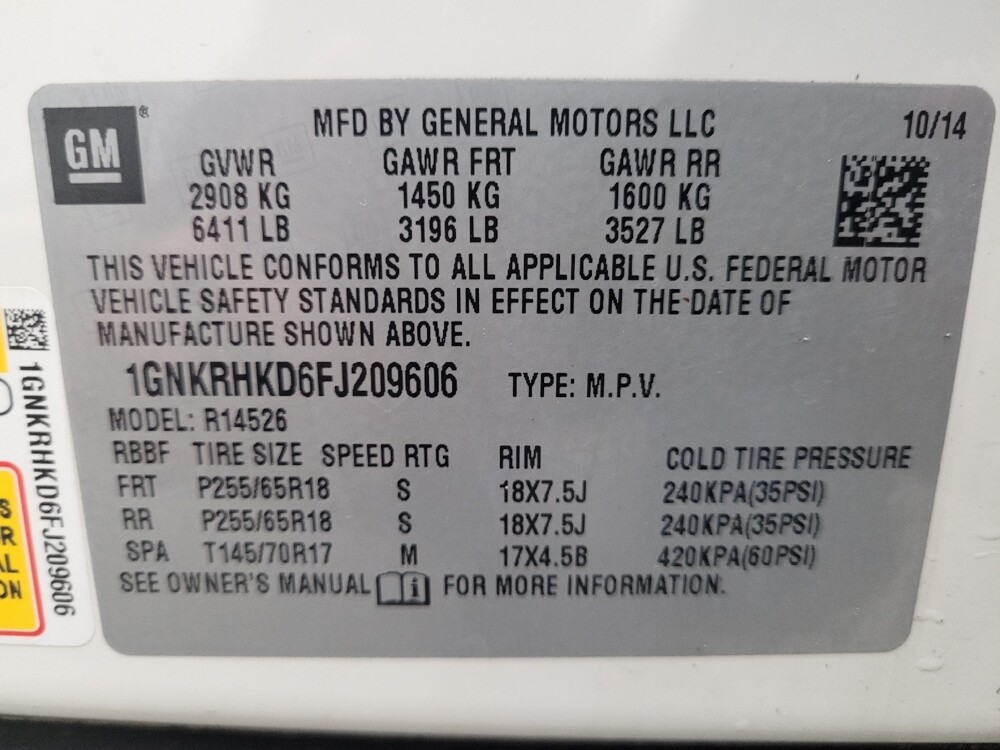 GM ®
MFD BY GENERAL MOTORS LLC 10/14
GVWR GAWR FRT GAWR RR
2908 KG 1450 KG 1600 KG
6411 LB 3196 LB 3527 LB
THIS VEHICLE CONFORMS TO ALL APPLICABLE U.S. FEDERAL MOTOR
VEHICLE SAFETY STANDARDS IN EFFECT ON THE DATE OF
MANUFACTURE SHOWN ABOVE.
1GNKRHKD6FJ209606 TYPE: M.P.V.
MODEL: R14526
RBBF TIRE SIZE SPEED RTG RIM COLD TIRE PRESSURE
FRT P255/65R18 S 18X7.5J 240KPA(35PSI)
RR P255/65R18 S 18X7.5J 240KPA(35PSI)
SPA T145/70R17 M 17X4.5B 420KPA(60PSI)
SEE OWNER'S MANUAL i FOR MORE INFORMATION.
1GNKRHKD6FJ209606
S
R
AL
ON